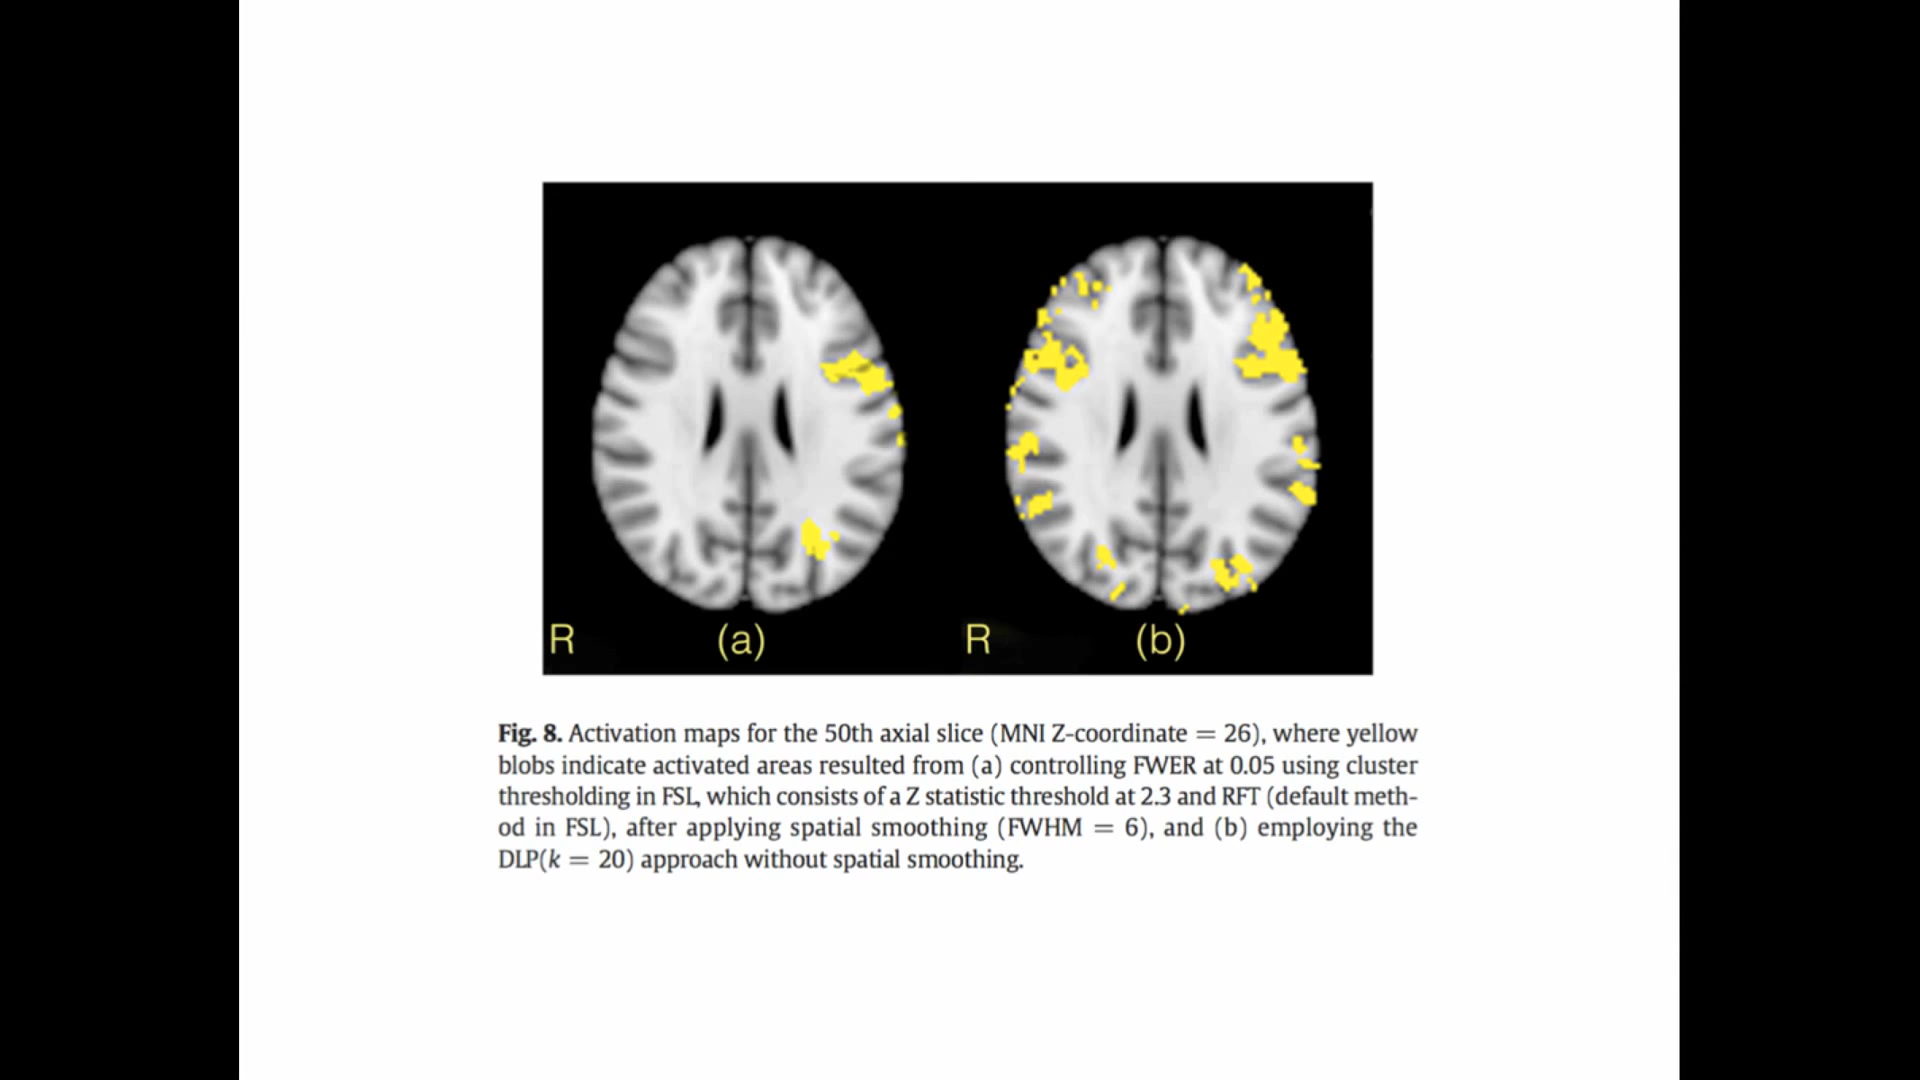 R (a) R (b)
Fig. 8. Activation maps for the 50th axial slice (MNI Z-coordinate = 26), where yellow
blobs indicate activated areas resulted from (a) controlling FWER at 0.05 using cluster
thresholding in FSL, which consists of a Z statistic threshold at 2.3 and RFT (default meth-
od in FSL), after applying spatial smoothing (FWHM = 6), and (b) employing the
DLP(k = 20) approach without spatial smoothing.